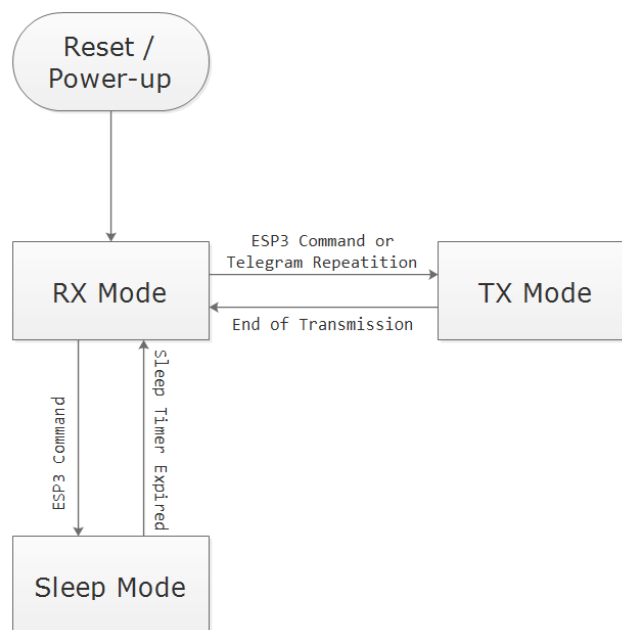 Reset /
Power-up
ESP3 Command or
Telegram Repeatition
RX Mode
TX Mode
End of Transmission
ESP3 Command
Sleep Timer Expired
Sleep Mode